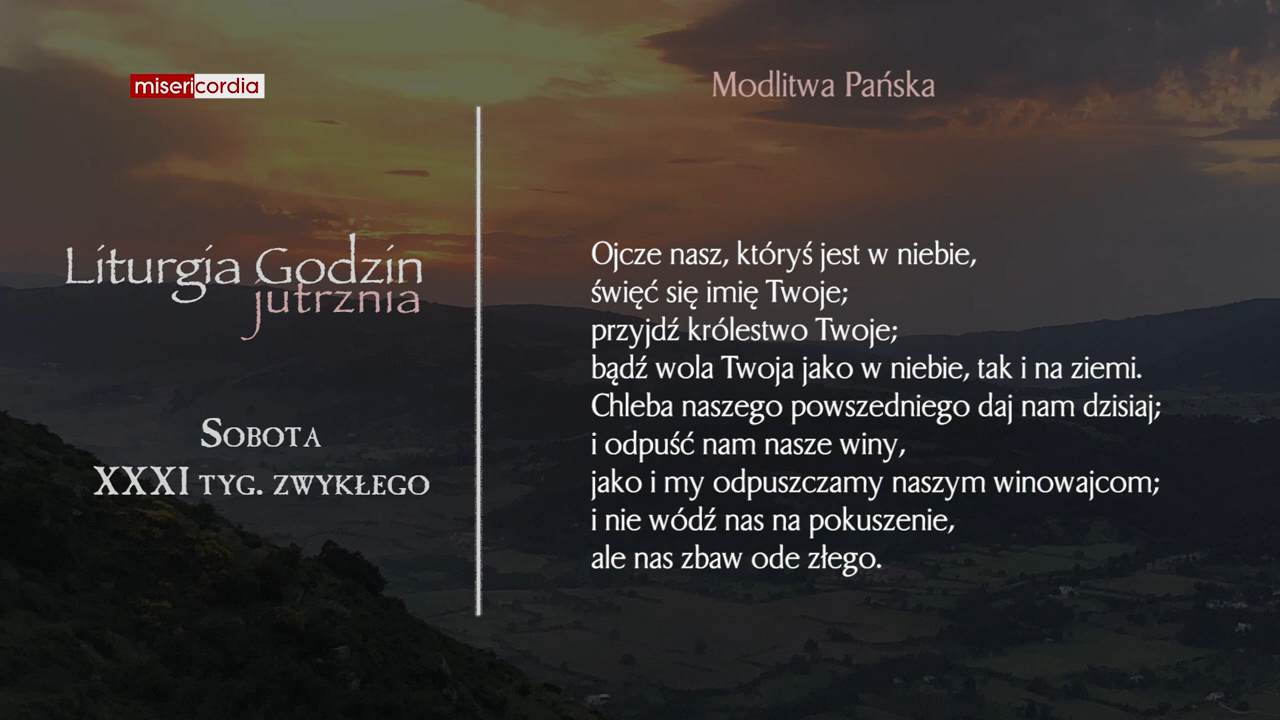 misericordia
Liturgia Godzin
jutrznia
Sobota
XXXI tyg. zwykłego
Modlitwa Pańska
Ojcze nasz, któryś jest w niebie,
święć się imię Twoje;
przyjdź królestwo Twoje;
bądź wola Twoja jako w niebie, tak i na ziemi.
Chleba naszego powszedniego daj nam dzisiaj;
i odpuść nam nasze winy,
jako i my odpuszczamy naszym winowajcom;
i nie wódź nas na pokuszenie,
ale nas zbaw ode złego.